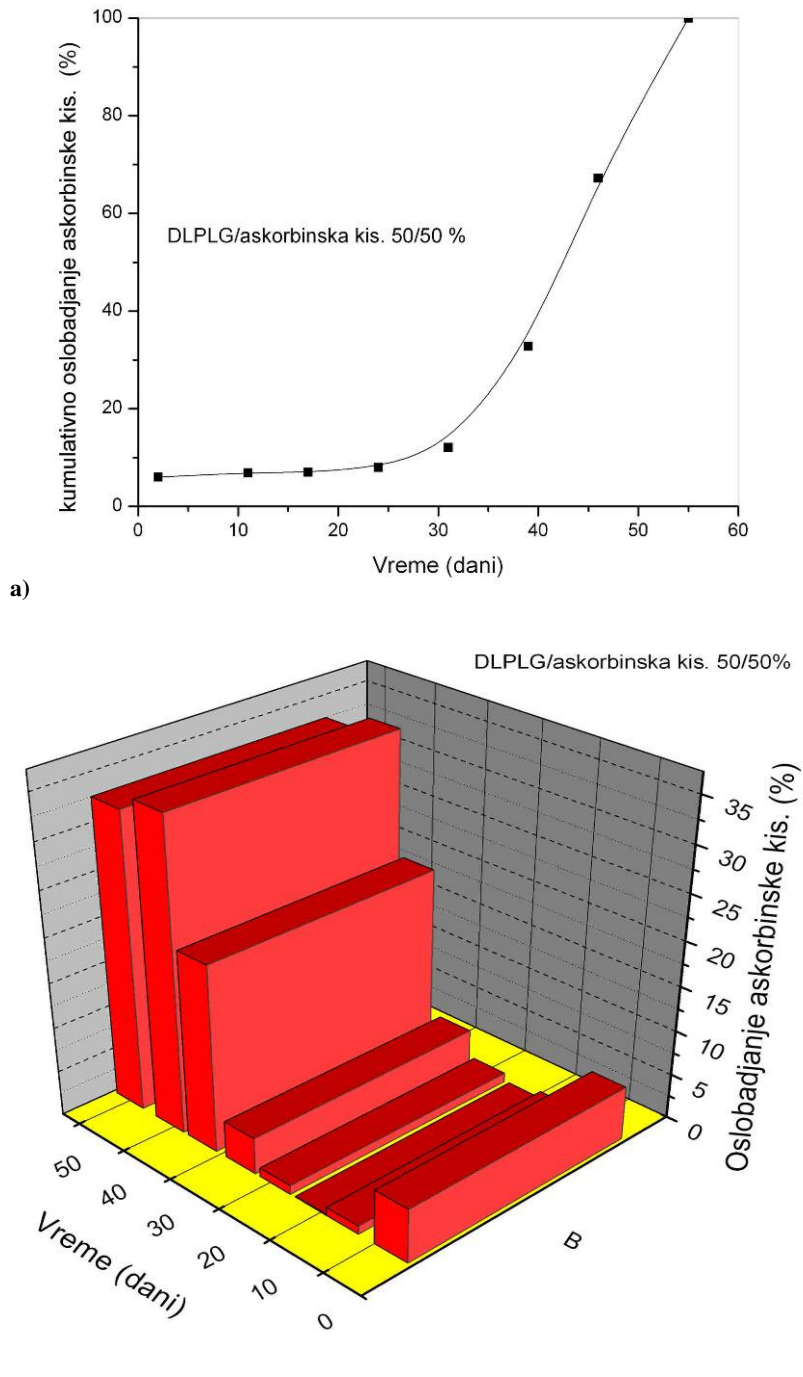 100
80
60
40
20
0
kumulativno oslobadjanje askorbinske kis. (%)
DLPLG/askorbinska kis. 50/50 %
0 10 20 30 40 50 60
Vreme (dani)
a)
DLPLG/askorbinska kis. 50/50%
35
30
25
20
15
10
5
0
Oslobadjanje askorbinske kis. (%)
50
40
30
20
10
0
Vreme (dani)
B